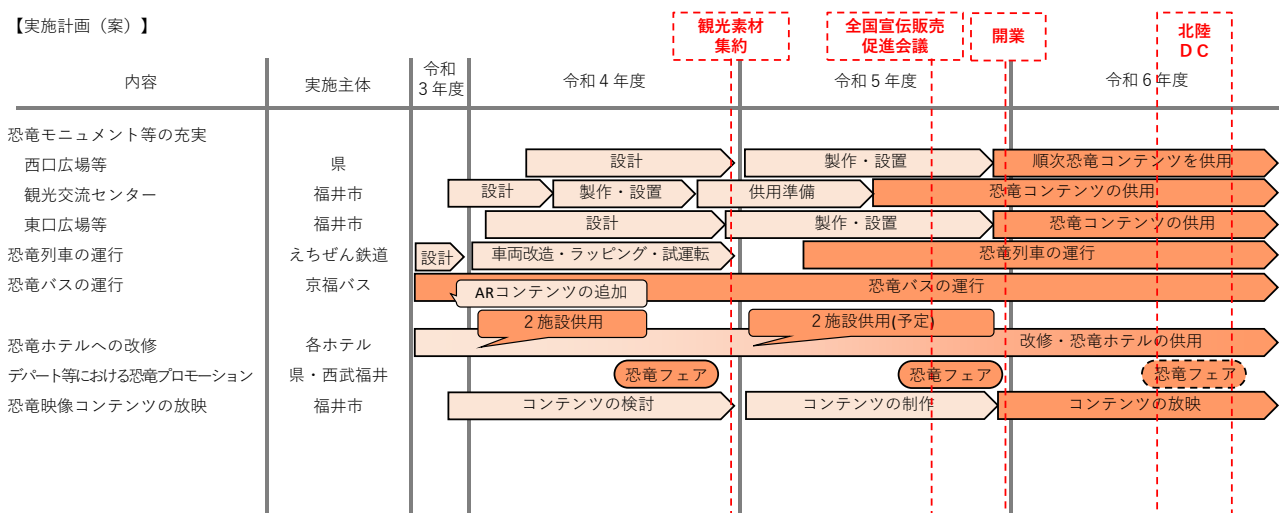 【実施計画（案）】
観光素材
集約
全国宣伝販売
促進会議
開業
北陸
ＤＣ
内容
実施主体
令和
３年度
令和４年度
令和５年度
令和６年度
恐竜モニュメント等の充実
西口広場等
県
設計
製作・設置
順次恐竜コンテンツを供用
観光交流センター
福井市
設計
製作・設置
供用準備
恐竜コンテンツの供用
東口広場等
福井市
設計
製作・設置
恐竜コンテンツの供用
恐竜列車の運行
えちぜん鉄道
設計
車両改造・ラッピング・試運転
恐竜列車の運行
恐竜バスの運行
京福バス
恐竜バスの運行
ARコンテンツの追加
２施設供用
２施設供用(予定)
恐竜ホテルへの改修
各ホテル
改修・恐竜ホテルの供用
デパート等における恐竜プロモーション
県・西武福井
恐竜フェア
恐竜フェア
恐竜フェア
恐竜映像コンテンツの放映
福井市
コンテンツの検討
コンテンツの制作
コンテンツの放映